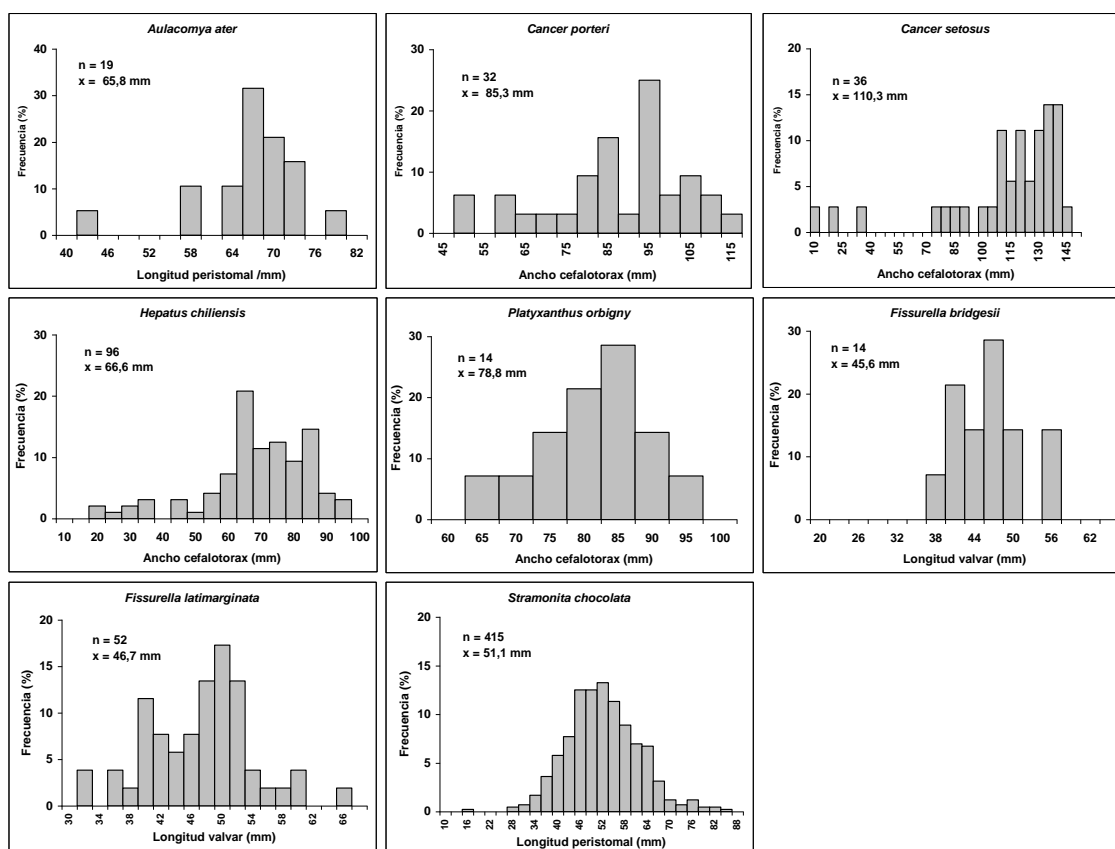 Aulacomya ater
n = 19
x = 65,8 mm
Frecuencia (%)
40
30
20
10
0
40 46 52 58 64 70 76 82
Longitud peristomal /mm)
Cancer porteri
n = 32
x = 85,3 mm
Frecuencia (%)
30
20
10
0
45 55 65 75 85 95 105 115
Ancho cefalotorax (mm)
Cancer setosus
n = 36
x = 110,3 mm
Frecuencia (%)
20
15
10
5
0
10 25 40 55 70 85 100 115 130 145
Ancho cefalotorax (mm)
Hepatus chiliensis
n = 96
x = 66,6 mm
Frecuencia (%)
30
20
10
0
10 20 30 40 50 60 70 80 90 100
Ancho cefalotorax (mm)
Platyxanthus orbigny
n = 14
x = 78,8 mm
Frecuencia (%)
30
20
10
0
60 65 70 75 80 85 90 95 100
Ancho cefalotorax (mm)
Fissurella bridgesii
n = 14
x = 45,6 mm
Frecuencia (%)
30
20
10
0
20 26 32 38 44 50 56 62
Longitud valvar (mm)
Fissurella latimarginata
n = 52
x = 46,7 mm
Frecuencia (%)
20
15
10
5
0
30 34 38 42 46 50 54 58 62 66
Longitud valvar (mm)
Stramonita chocolata
n = 415
x = 51,1 mm
Frecuencia (%)
20
15
10
5
0
10 16 22 28 34 40 46 52 58 64 70 76 82 88
Longitud peristomal (mm)